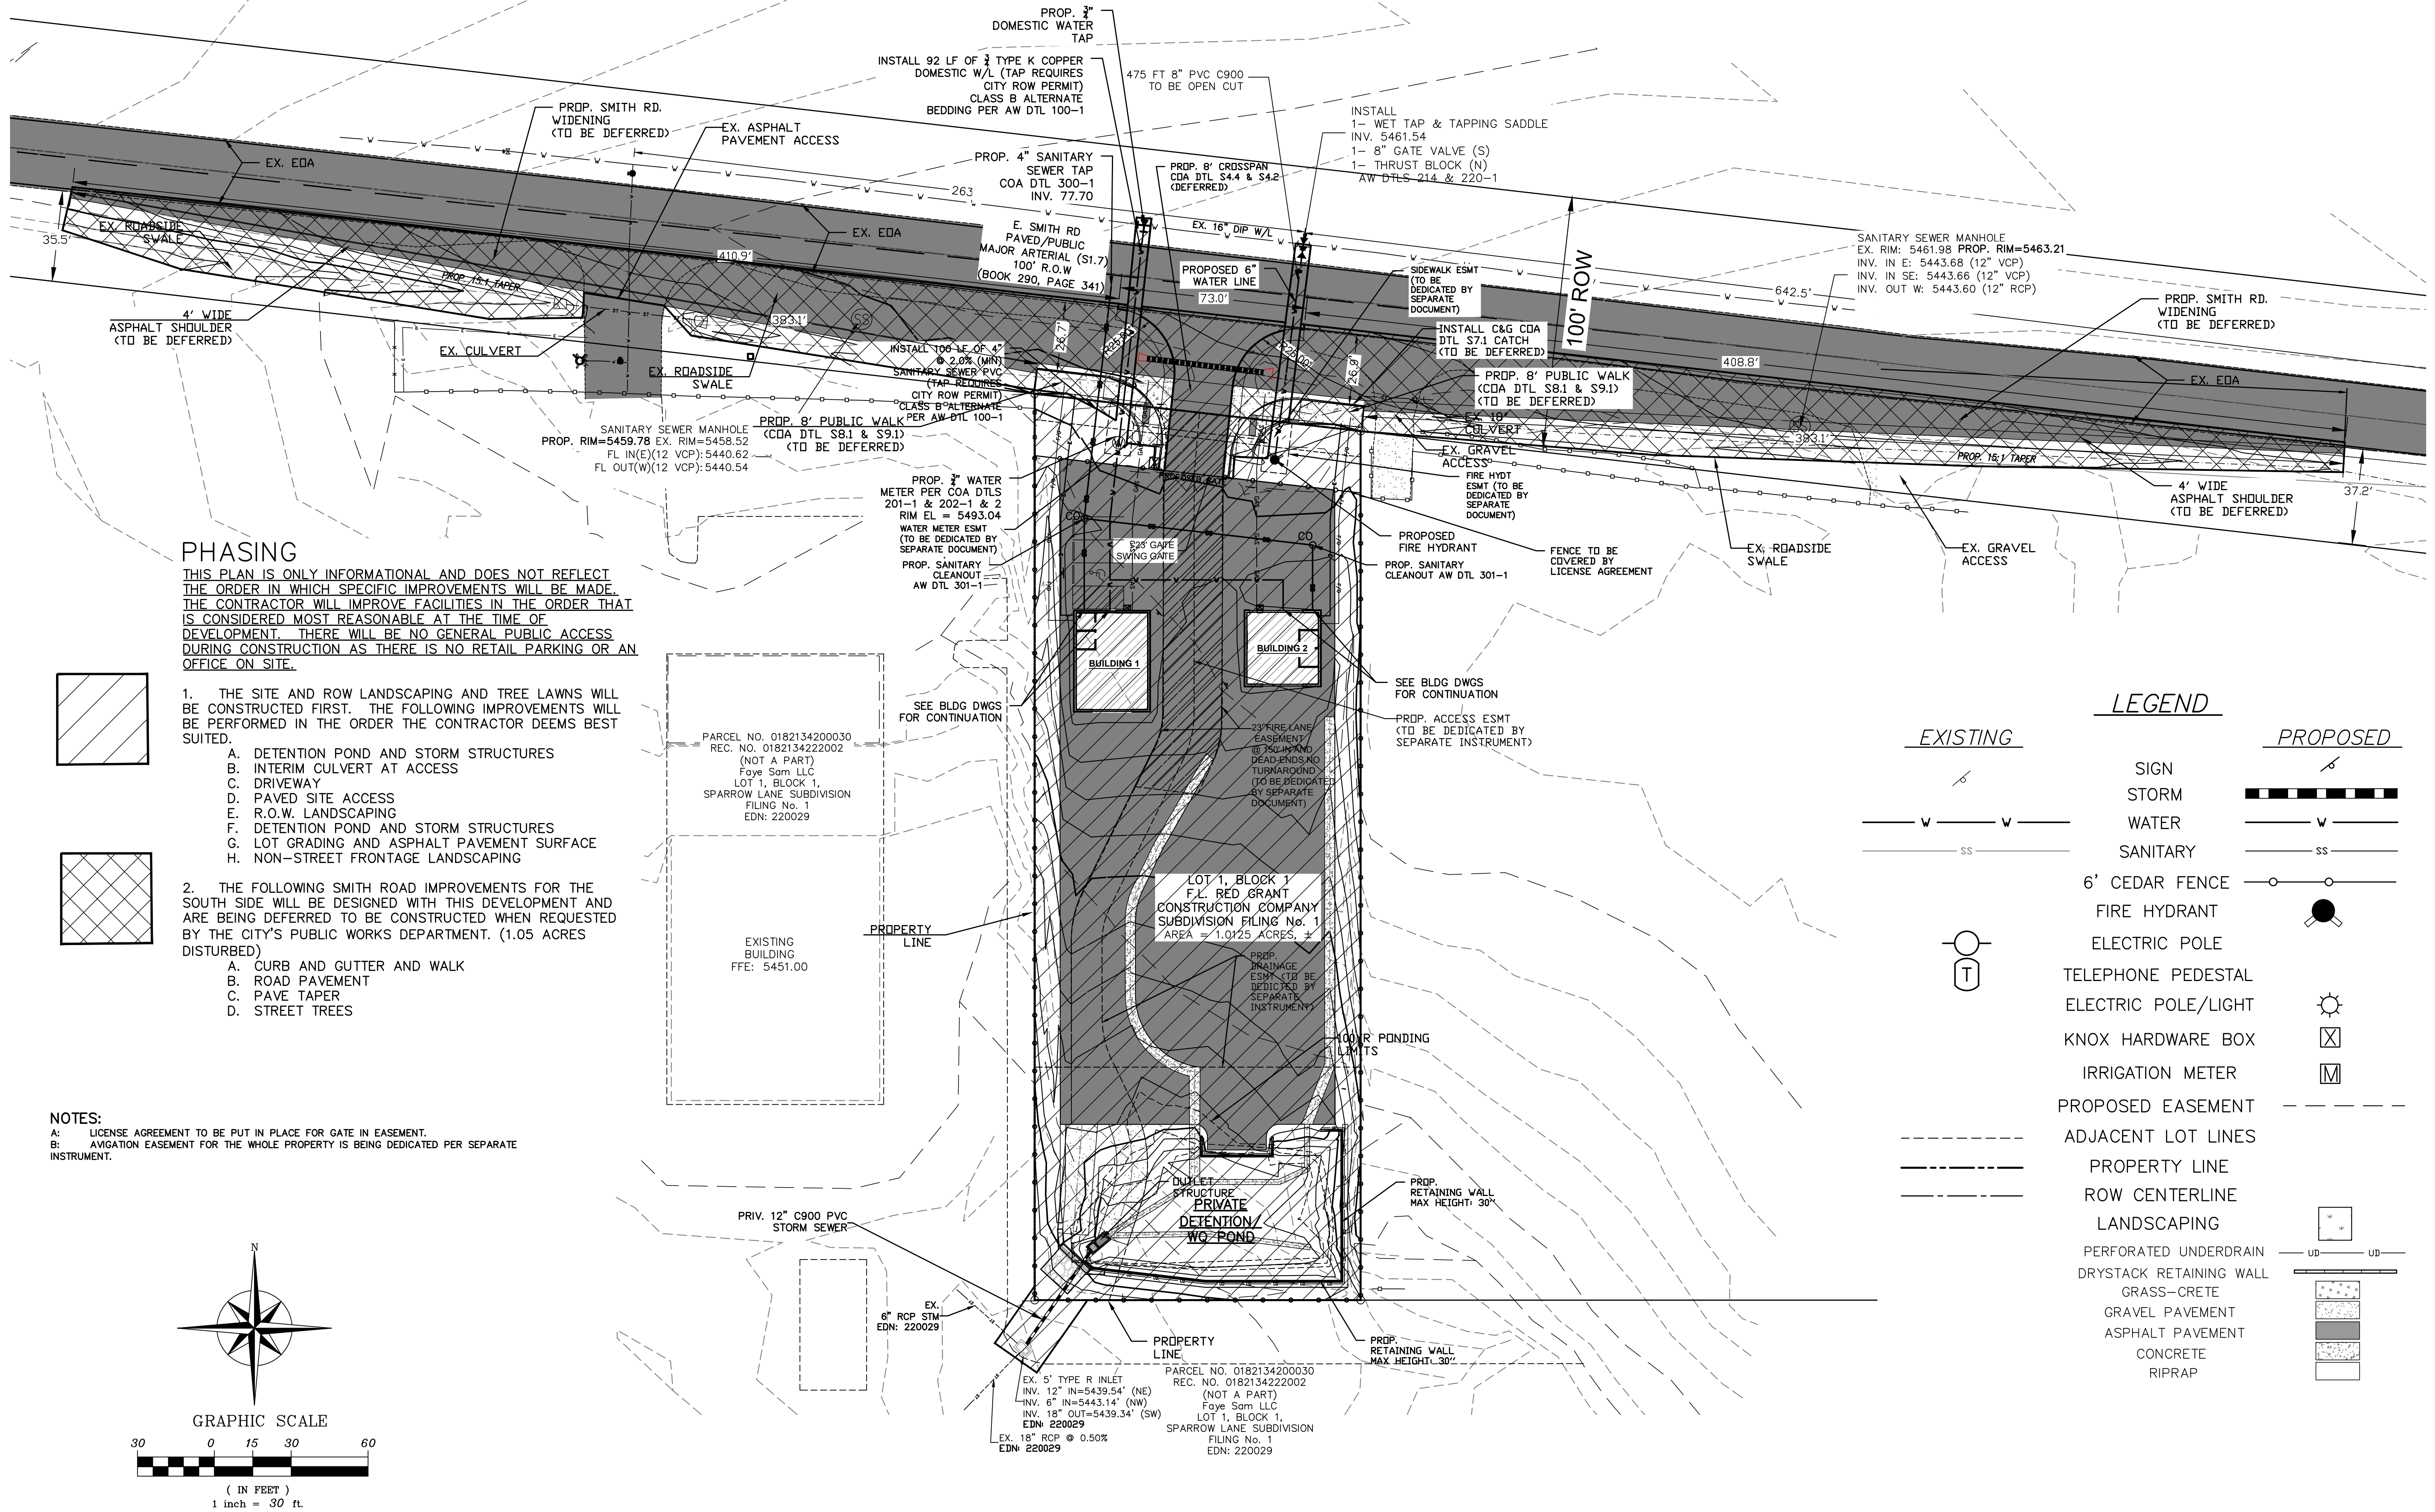 PROP. ¾"
DOMESTIC WATER
TAP
INSTALL 92 LF OF ¾ TYPE K COPPER
DOMESTIC W/L (TAP REQUIRES
CITY ROW PERMIT)
CLASS B ALTERNATE
BEDDING PER AW DTL 100-1
475 FT 8" PVC C900
TO BE OPEN CUT
INSTALL
1- WET TAP & TAPPING SADDLE
INV. 5461.54
1- 8" GATE VALVE (S)
1- THRUST BLOCK (N)
AW DTLS 214 & 220-1
PROP. SMITH RD.
WIDENING
(TO BE DEFERRED)
EX. ASPHALT
PAVEMENT ACCESS
EX. EOA
PROP. 4" SANITARY
SEWER TAP
COA DTL 300-1
INV. 77.70
PROP. 8' CROSSPAN
COA DTL S4.4 & S4.2
(DEFERRED)
263
E. SMITH RD
PAVED/PUBLIC
MAJOR ARTERIAL (S1.7)
100' R.O.W
(BOOK 290, PAGE 341)
EX. 16" DIP W/L
EX. EOA
35.5'
EX. ROADSIDE
SWALE
410.9'
PROP. 15:1 TAPER
PROPOSED 6"
WATER LINE
73.0'
SIDEWALK ESMT
(TO BE
DEDICATED BY
SEPARATE
DOCUMENT)
100' ROW
SANITARY SEWER MANHOLE
EX. RIM: 5461.98 PROP. RIM=5463.21
INV. IN E: 5443.68 (12" VCP)
INV. IN SE: 5443.66 (12" VCP)
INV. OUT W: 5443.60 (12" RCP)
642.5'
PROP. SMITH RD.
WIDENING
(TO BE DEFERRED)
4' WIDE
ASPHALT SHOULDER
(TO BE DEFERRED)
EX. CULVERT
383.1'
SS
EX. ROADSIDE
SWALE
26.7'
R25.00'
R25.00'
26.8'
INSTALL C&G COA
DTL S7.1 CATCH
(TO BE DEFERRED)
408.8'
EX. EOA
INSTALL 100 LF OF 4"
@ 2.0% (MIN)
SANITARY SEWER PVC
(TAP REQUIRES
CITY ROW PERMIT)
CLASS B ALTERNATE
PER AW DTL 100-1
PROP. 8' PUBLIC WALK
(COA DTL S8.1 & S9.1)
(TO BE DEFERRED)
PROP. 8' PUBLIC WALK
(COA DTL S8.1 & S9.1)
(TO BE DEFERRED)
SANITARY SEWER MANHOLE
PROP. RIM=5459.78 EX. RIM=5458.52
FL IN(E)(12 VCP):5440.62
FL OUT(W)(12 VCP):5440.54
EX. 18"
CULVERT
EX. GRAVEL
ACCESS
383.1'
PROP. 15:1 TAPER
FIRE HYDT
ESMT (TO BE
DEDICATED BY
SEPARATE
DOCUMENT)
4' WIDE
ASPHALT SHOULDER
(TO BE DEFERRED)
37.2'
PROP. ¾" WATER
METER PER COA DTLS
201-1 & 202-1 & 2
RIM EL = 5493.04
WATER METER ESMT
(TO BE DEDICATED BY
SEPARATE DOCUMENT)
PROP. SANITARY
CLEANOUT
AW DTL 301-1
CO
CO
23' GATE
SWING GATE
PROPOSED
FIRE HYDRANT
PROP. SANITARY
CLEANOUT AW DTL 301-1
FENCE TO BE
COVERED BY
LICENSE AGREEMENT
EX. ROADSIDE
SWALE
EX. GRAVEL
ACCESS
PHASING
THIS PLAN IS ONLY INFORMATIONAL AND DOES NOT REFLECT
THE ORDER IN WHICH SPECIFIC IMPROVEMENTS WILL BE MADE.
THE CONTRACTOR WILL IMPROVE FACILITIES IN THE ORDER THAT
IS CONSIDERED MOST REASONABLE AT THE TIME OF
DEVELOPMENT. THERE WILL BE NO GENERAL PUBLIC ACCESS
DURING CONSTRUCTION AS THERE IS NO RETAIL PARKING OR AN
OFFICE ON SITE.
1. THE SITE AND ROW LANDSCAPING AND TREE LAWNS WILL
BE CONSTRUCTED FIRST. THE FOLLOWING IMPROVEMENTS WILL
BE PERFORMED IN THE ORDER THE CONTRACTOR DEEMS BEST
SUITED.
A. DETENTION POND AND STORM STRUCTURES
B. INTERIM CULVERT AT ACCESS
C. DRIVEWAY
D. PAVED SITE ACCESS
E. R.O.W. LANDSCAPING
F. DETENTION POND AND STORM STRUCTURES
G. LOT GRADING AND ASPHALT PAVEMENT SURFACE
H. NON-STREET FRONTAGE LANDSCAPING
2. THE FOLLOWING SMITH ROAD IMPROVEMENTS FOR THE
SOUTH SIDE WILL BE DESIGNED WITH THIS DEVELOPMENT AND
ARE BEING DEFERRED TO BE CONSTRUCTED WHEN REQUESTED
BY THE CITY'S PUBLIC WORKS DEPARTMENT. (1.05 ACRES
DISTURBED)
A. CURB AND GUTTER AND WALK
B. ROAD PAVEMENT
C. PAVE TAPER
D. STREET TREES
NOTES:
A: LICENSE AGREEMENT TO BE PUT IN PLACE FOR GATE IN EASEMENT.
B: AVIGATION EASEMENT FOR THE WHOLE PROPERTY IS BEING DEDICATED PER SEPARATE
INSTRUMENT.
BUILDING 1
BUILDING 2
SEE BLDG DWGS
FOR CONTINUATION
SEE BLDG DWGS
FOR CONTINUATION
PROP. ACCESS ESMT
(TO BE DEDICATED BY
SEPARATE INSTRUMENT)
PARCEL NO. 0182134200030
REC. NO. 0182134222002
(NOT A PART)
Faye Sam LLC
LOT 1, BLOCK 1,
SPARROW LANE SUBDIVISION
FILING No. 1
EDN: 220029
23' FIRE LANE
EASEMENT
@ 150' IN AND
DEAD-ENDS NO
TURNAROUND
(TO BE DEDICATED
BY SEPARATE
DOCUMENT)
LOT 1, BLOCK 1
F.L. RED GRANT
CONSTRUCTION COMPANY
SUBDIVISION FILING No. 1
AREA = 1.0125 ACRES, ±
PROPERTY
LINE
EXISTING
BUILDING
FFE: 5451.00
PROP.
DRAINAGE
ESMT (TO BE
DEDICTED BY
SEPARATE
INSTRUMENT)
100YR PONDING
LIMITS
OUTLET
STRUCTURE
PRIVATE
DETENTION/
WQ POND
PROP.
RETAINING WALL
MAX HEIGHT: 30"
PRIV. 12" C900 PVC
STORM SEWER
EX.
6" RCP STM
EDN: 220029
PROPERTY
LINE
PROP.
RETAINING WALL
MAX HEIGHT: 30"
EX. 5' TYPE R INLET
INV. 12" IN=5439.54' (NE)
INV. 6" IN=5443.14' (NW)
INV. 18" OUT=5439.34' (SW)
EDN: 220029
EX. 18" RCP @ 0.50%
EDN: 220029
PARCEL NO. 0182134200030
REC. NO. 0182134222002
(NOT A PART)
Faye Sam LLC
LOT 1, BLOCK 1,
SPARROW LANE SUBDIVISION
FILING No. 1
EDN: 220029
N
GRAPHIC SCALE
30 0 15 30 60
( IN FEET )
1 inch = 30 ft.
LEGEND
EXISTING PROPOSED
SIGN
STORM
W W WATER W
SS SANITARY SS
6' CEDAR FENCE
FIRE HYDRANT
ELECTRIC POLE
T TELEPHONE PEDESTAL
ELECTRIC POLE/LIGHT
KNOX HARDWARE BOX X
IRRIGATION METER M
PROPOSED EASEMENT
ADJACENT LOT LINES
PROPERTY LINE
ROW CENTERLINE
LANDSCAPING
PERFORATED UNDERDRAIN UD UD
DRYSTACK RETAINING WALL
GRASS-CRETE
GRAVEL PAVEMENT
ASPHALT PAVEMENT
CONCRETE
RIPRAP